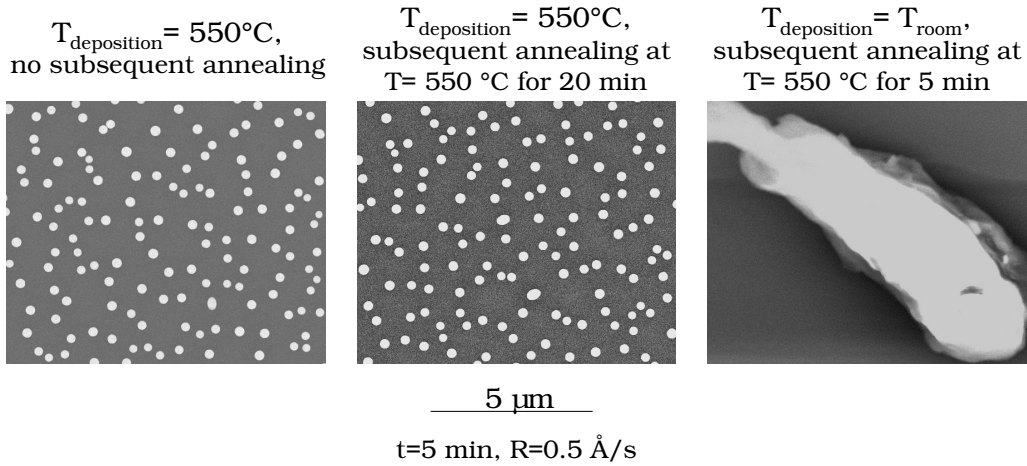 T_deposition= 550°C,
no subsequent annealing
T_deposition= 550°C,
subsequent annealing at
T= 550 °C for 20 min
T_deposition= T_room,
subsequent annealing at
T= 550 °C for 5 min
5 µm
t=5 min, R=0.5 Å/s